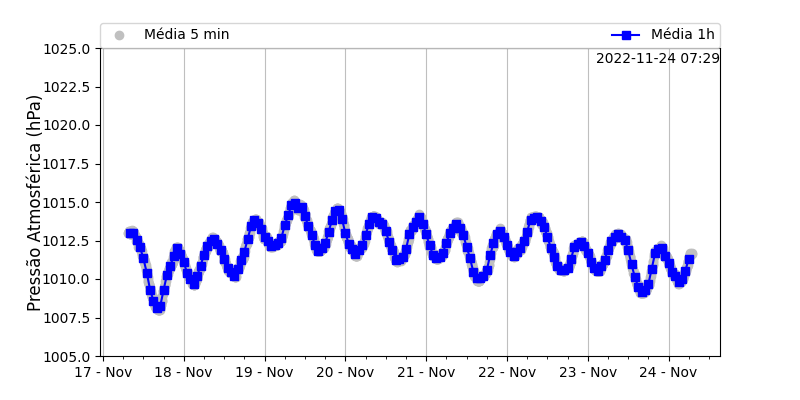 Média 5 min
Média 1h
2022-11-24 07:29
Pressão Atmosférica (hPa)
1025.0
1022.5
1020.0
1017.5
1015.0
1012.5
1010.0
1007.5
1005.0
17 - Nov
18 - Nov
19 - Nov
20 - Nov
21 - Nov
22 - Nov
23 - Nov
24 - Nov